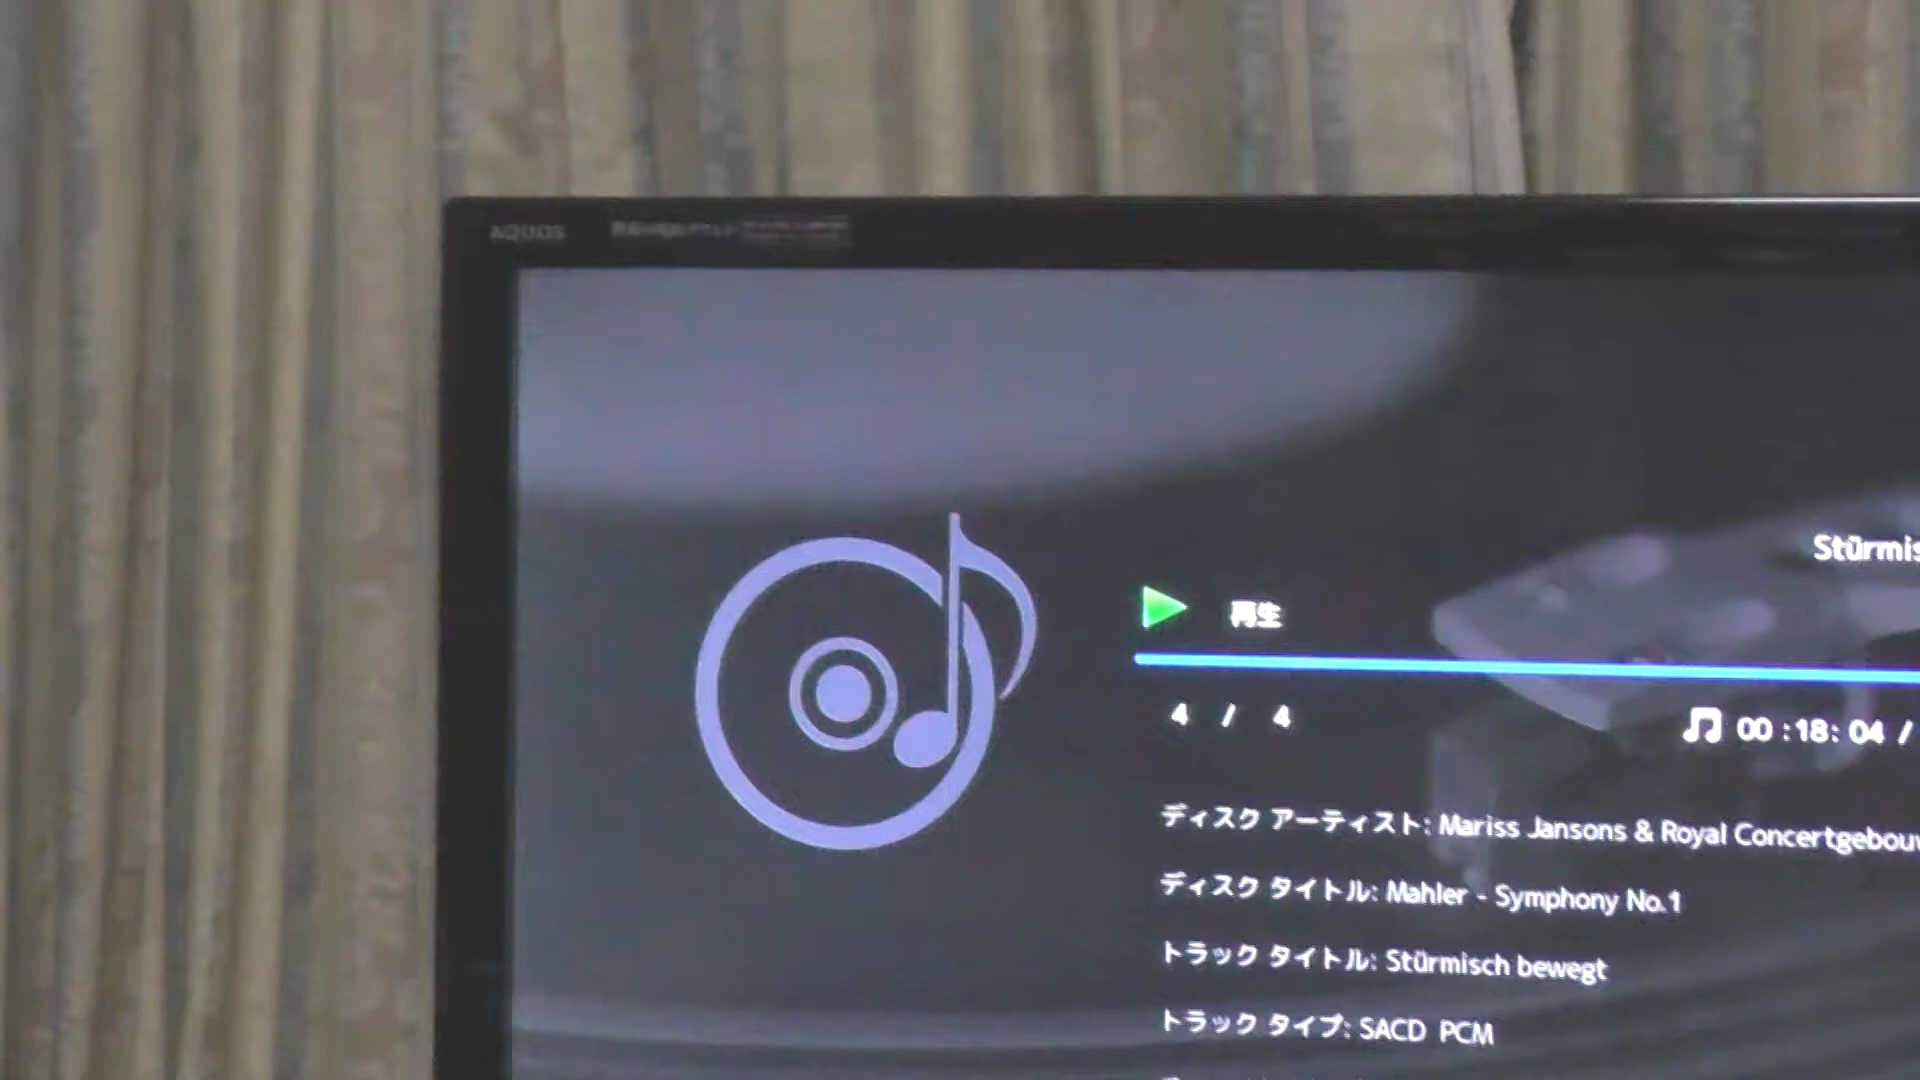 AQUOS
Stürmis
再生
4 / 4
00:18:04 /
ディスク アーティスト: Mariss Jansons & Royal Concertgebouw
ディスク タイトル: Mahler - Symphony No.1
トラック タイトル: Stürmisch bewegt
トラック タイプ: SACD PCM